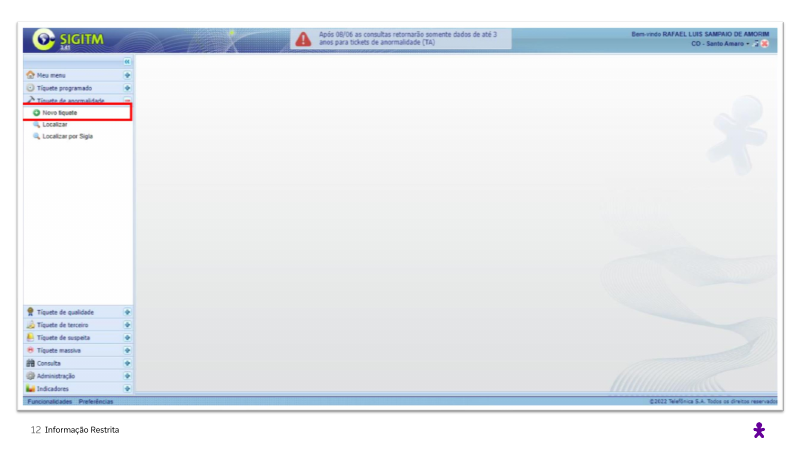 SIGITM
2.65
Após 08/06 as consultas retornarão somente dados de até 3
anos para tickets de anormalidade (TA)
Bem-vindo RAFAEL LUIS SAMPAIO DE AMORIM
CO - Santo Amaro
Meu menu
Tíquete programado
Tíquete de anormalidade
Novo tíquete
Localizar
Localizar por Sigla
Tíquete de qualidade
Tíquete de terceiro
Tíquete de suspeita
Tíquete massivo
Consulta
Administração
Indicadores
Funcionalidades Preferências
©2022 Telefônica S.A. Todos os direitos reservados
12 Informação Restrita